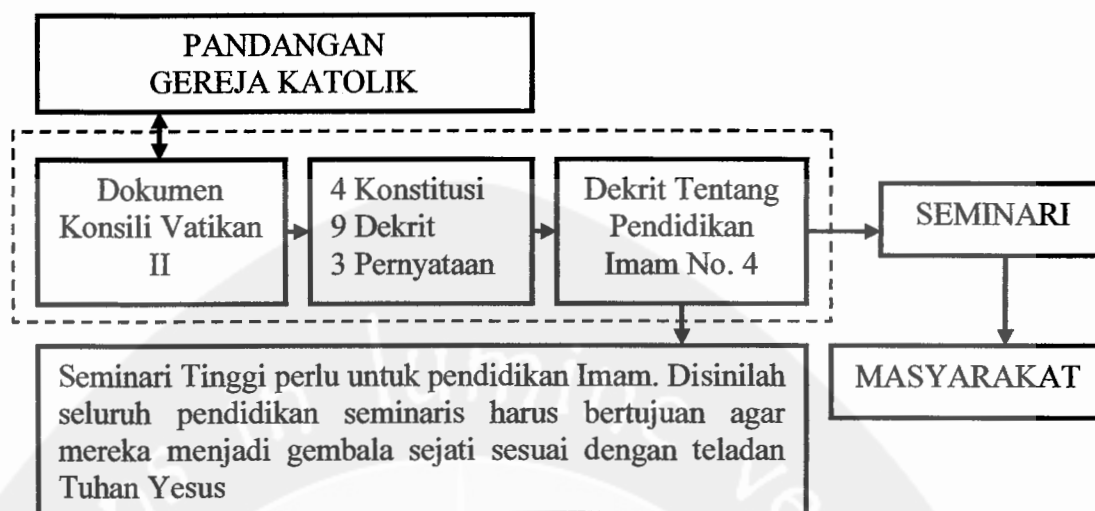 PANDANGAN
GEREJA KATOLIK
Dokumen
Konsili Vatikan
II
4 Konstitusi
9 Dekrit
3 Pernyataan
Dekrit Tentang
Pendidikan
Imam No. 4
SEMINARI
MASYARAKAT
Seminari Tinggi perlu untuk pendidikan Imam. Disinilah
seluruh pendidikan seminaris harus bertujuan agar
mereka menjadi gembala sejati sesuai dengan teladan
Tuhan Yesus
lumine